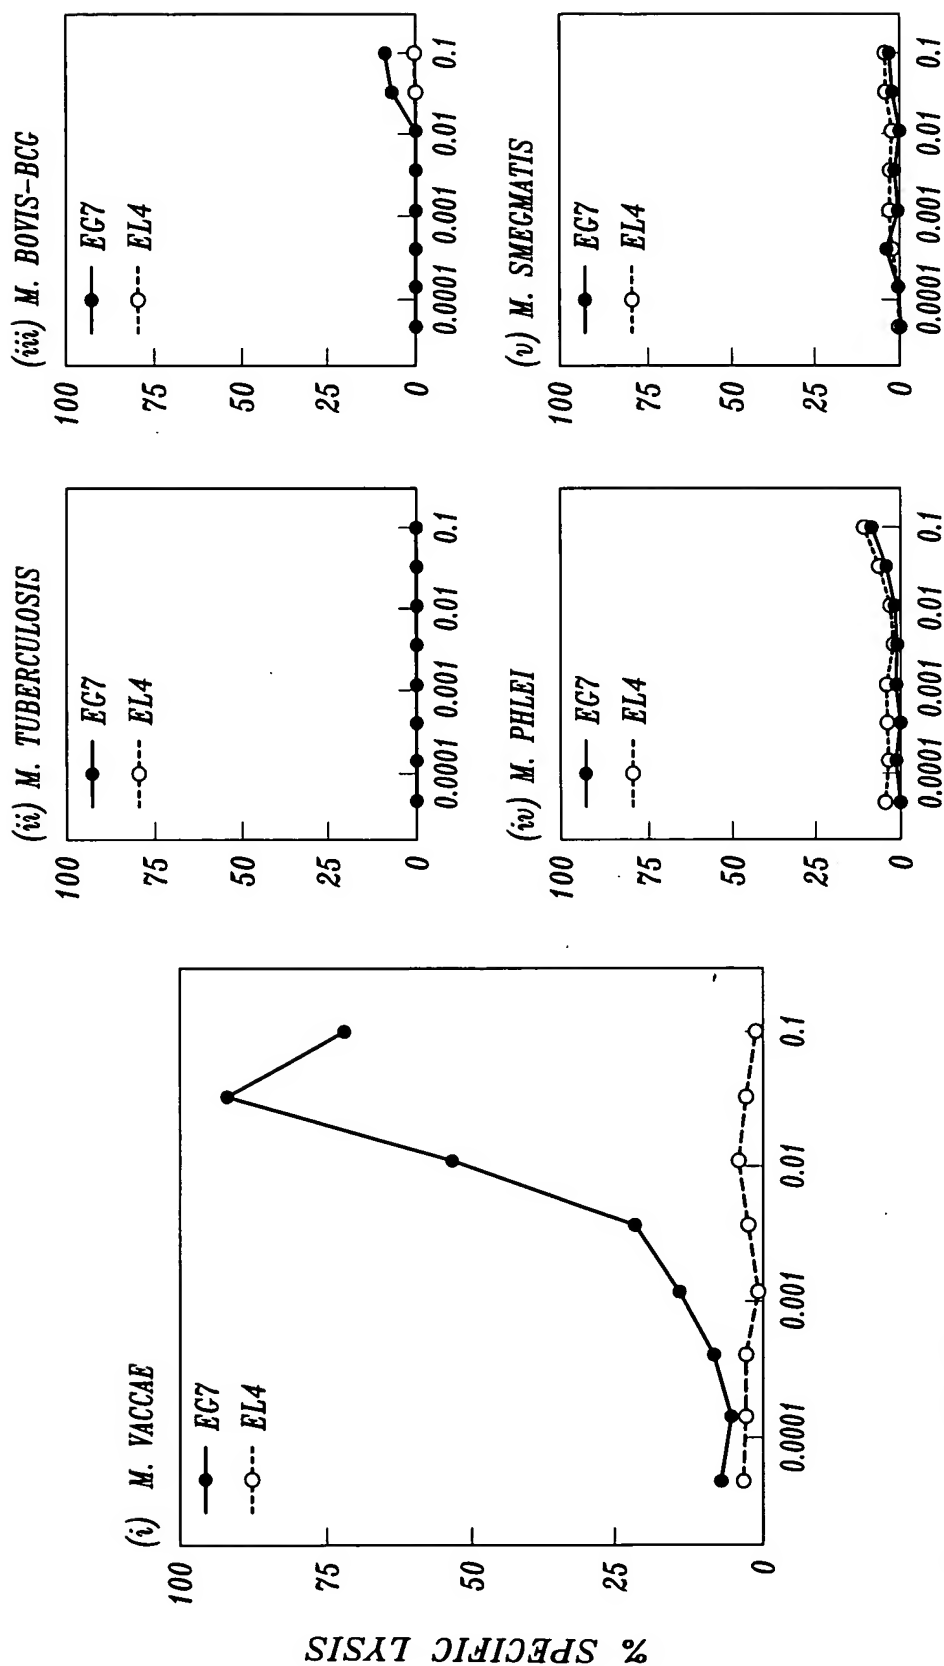 % SPECIFIC LYSIS
(i) M. VACCAE
EG7
EL4
100
75
50
25
0
0.0001
0.001
0.01
0.1
(ii) M. TUBERCULOSIS
EG7
EL4
100
75
50
25
0
0.0001
0.001
0.01
0.1
(iii) M. BOVIS-BCG
EG7
EL4
100
75
50
25
0
0.0001
0.001
0.01
0.1
(iv) M. PHLEI
EG7
EL4
100
75
50
25
0
0.0001
0.001
0.01
0.1
(v) M. SMEGMATIS
EG7
EL4
100
75
50
25
0
0.0001
0.001
0.01
0.1